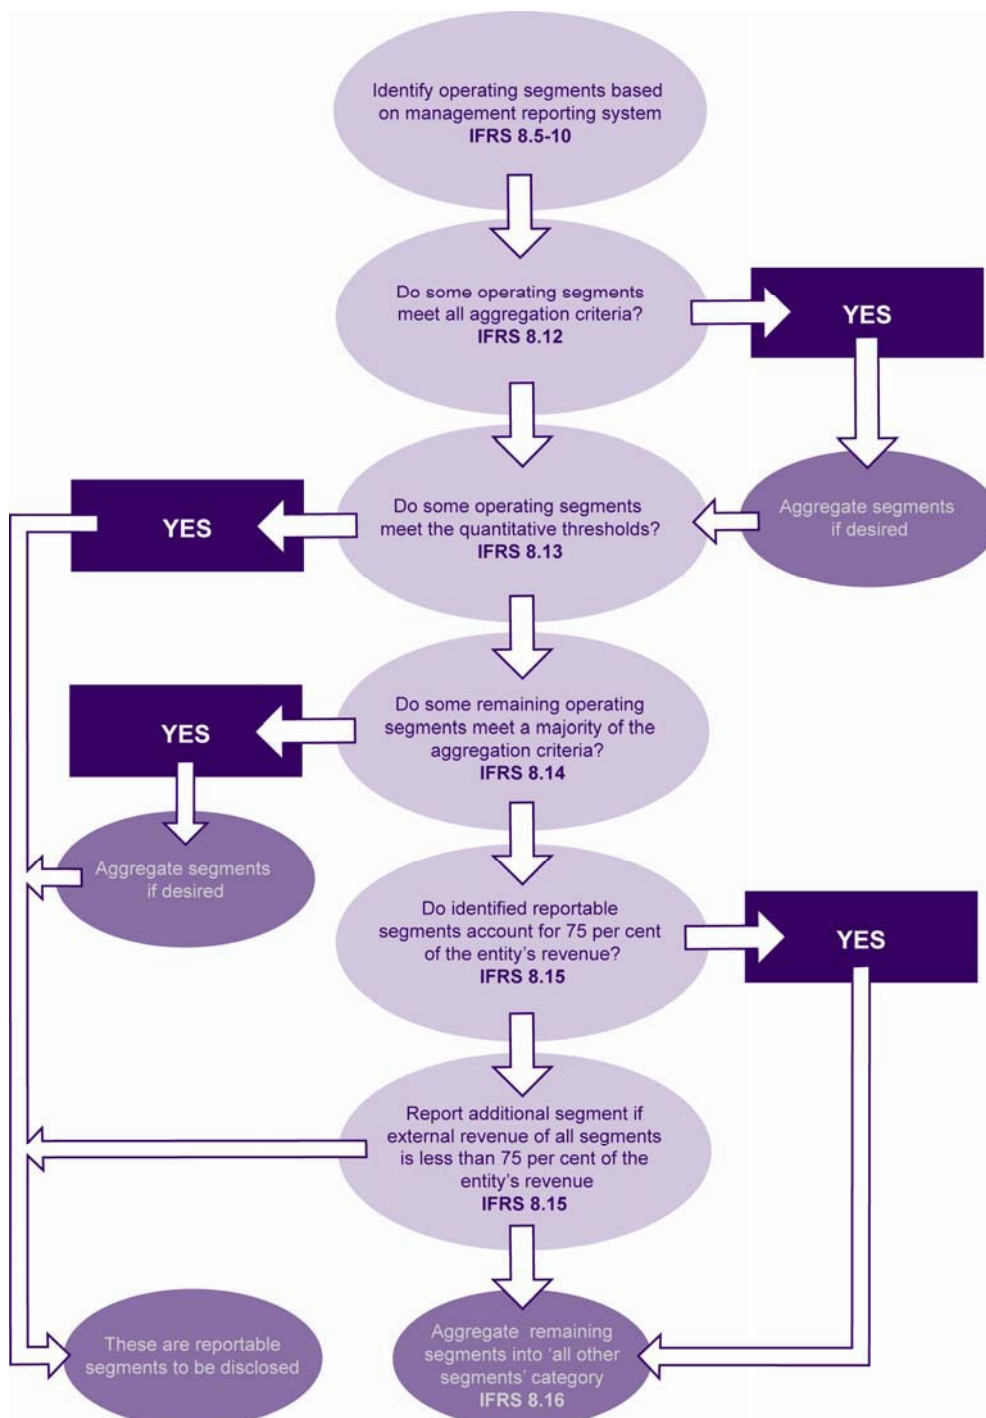 Identify operating segments based
on management reporting system
IFRS 8.5-10
Do some operating segments
meet all aggregation criteria?
IFRS 8.12
YES
Aggregate segments
if desired
Do some operating segments
meet the quantitative thresholds?
IFRS 8.13
YES
Do some remaining operating
segments meet a majority of the
aggregation criteria?
IFRS 8.14
YES
Aggregate segments
if desired
Do identified reportable
segments account for 75 per cent
of the entity's revenue?
IFRS 8.15
YES
Report additional segment if
external revenue of all segments
is less than 75 per cent of the
entity's revenue
IFRS 8.15
These are reportable
segments to be disclosed
Aggregate remaining
segments into 'all other
segments' category
IFRS 8.16